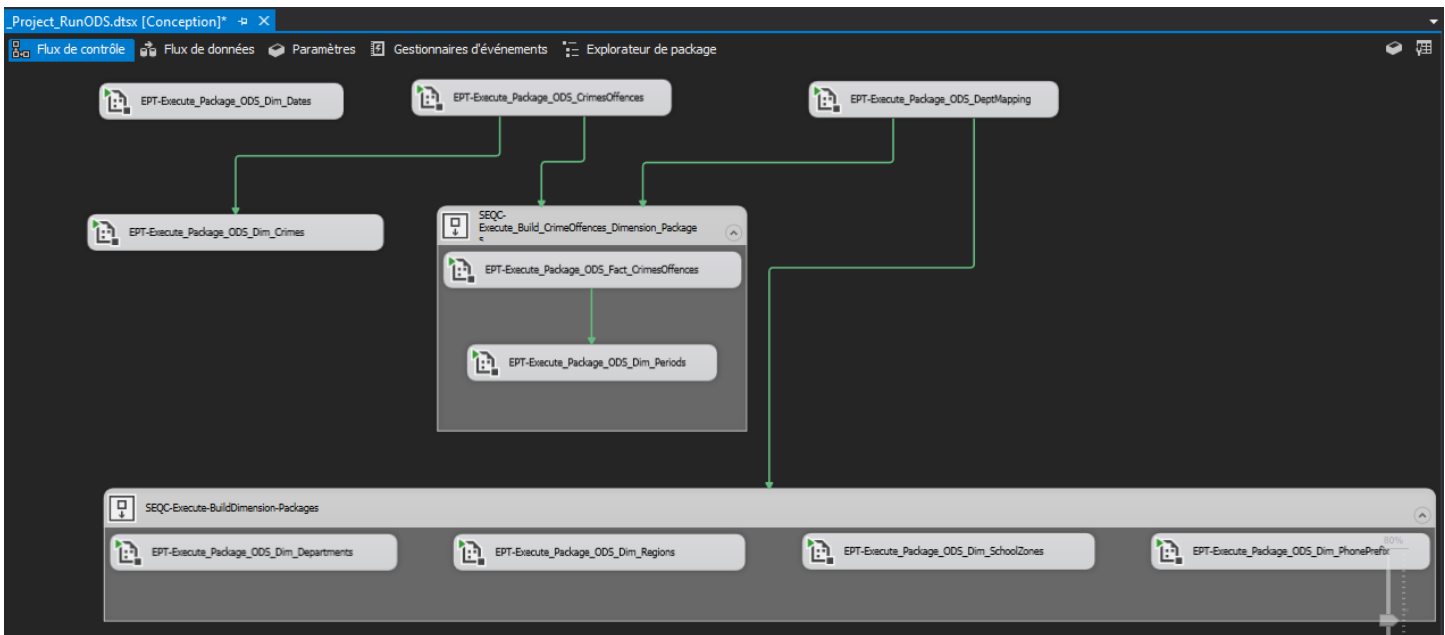 _Project_RunODS.dtsx [Conception]*
Flux de contrôle Flux de données Paramètres Gestionnaires d'événements Explorateur de package
EPT-Execute_Package_ODS_Dim_Dates
EPT-Execute_Package_ODS_CrimesOffences
EPT-Execute_Package_ODS_DeptMapping
EPT-Execute_Package_ODS_Dim_Crimes
SEQC-
Execute_Build_CrimeOffences_Dimension_Package
s
EPT-Execute_Package_ODS_Fact_CrimesOffences
EPT-Execute_Package_ODS_Dim_Periods
SEQC-Execute-BuildDimension-Packages
EPT-Execute_Package_ODS_Dim_Departments
EPT-Execute_Package_ODS_Dim_Regions
EPT-Execute_Package_ODS_Dim_SchoolZones
EPT-Execute_Package_ODS_Dim_PhonePrefix
80%